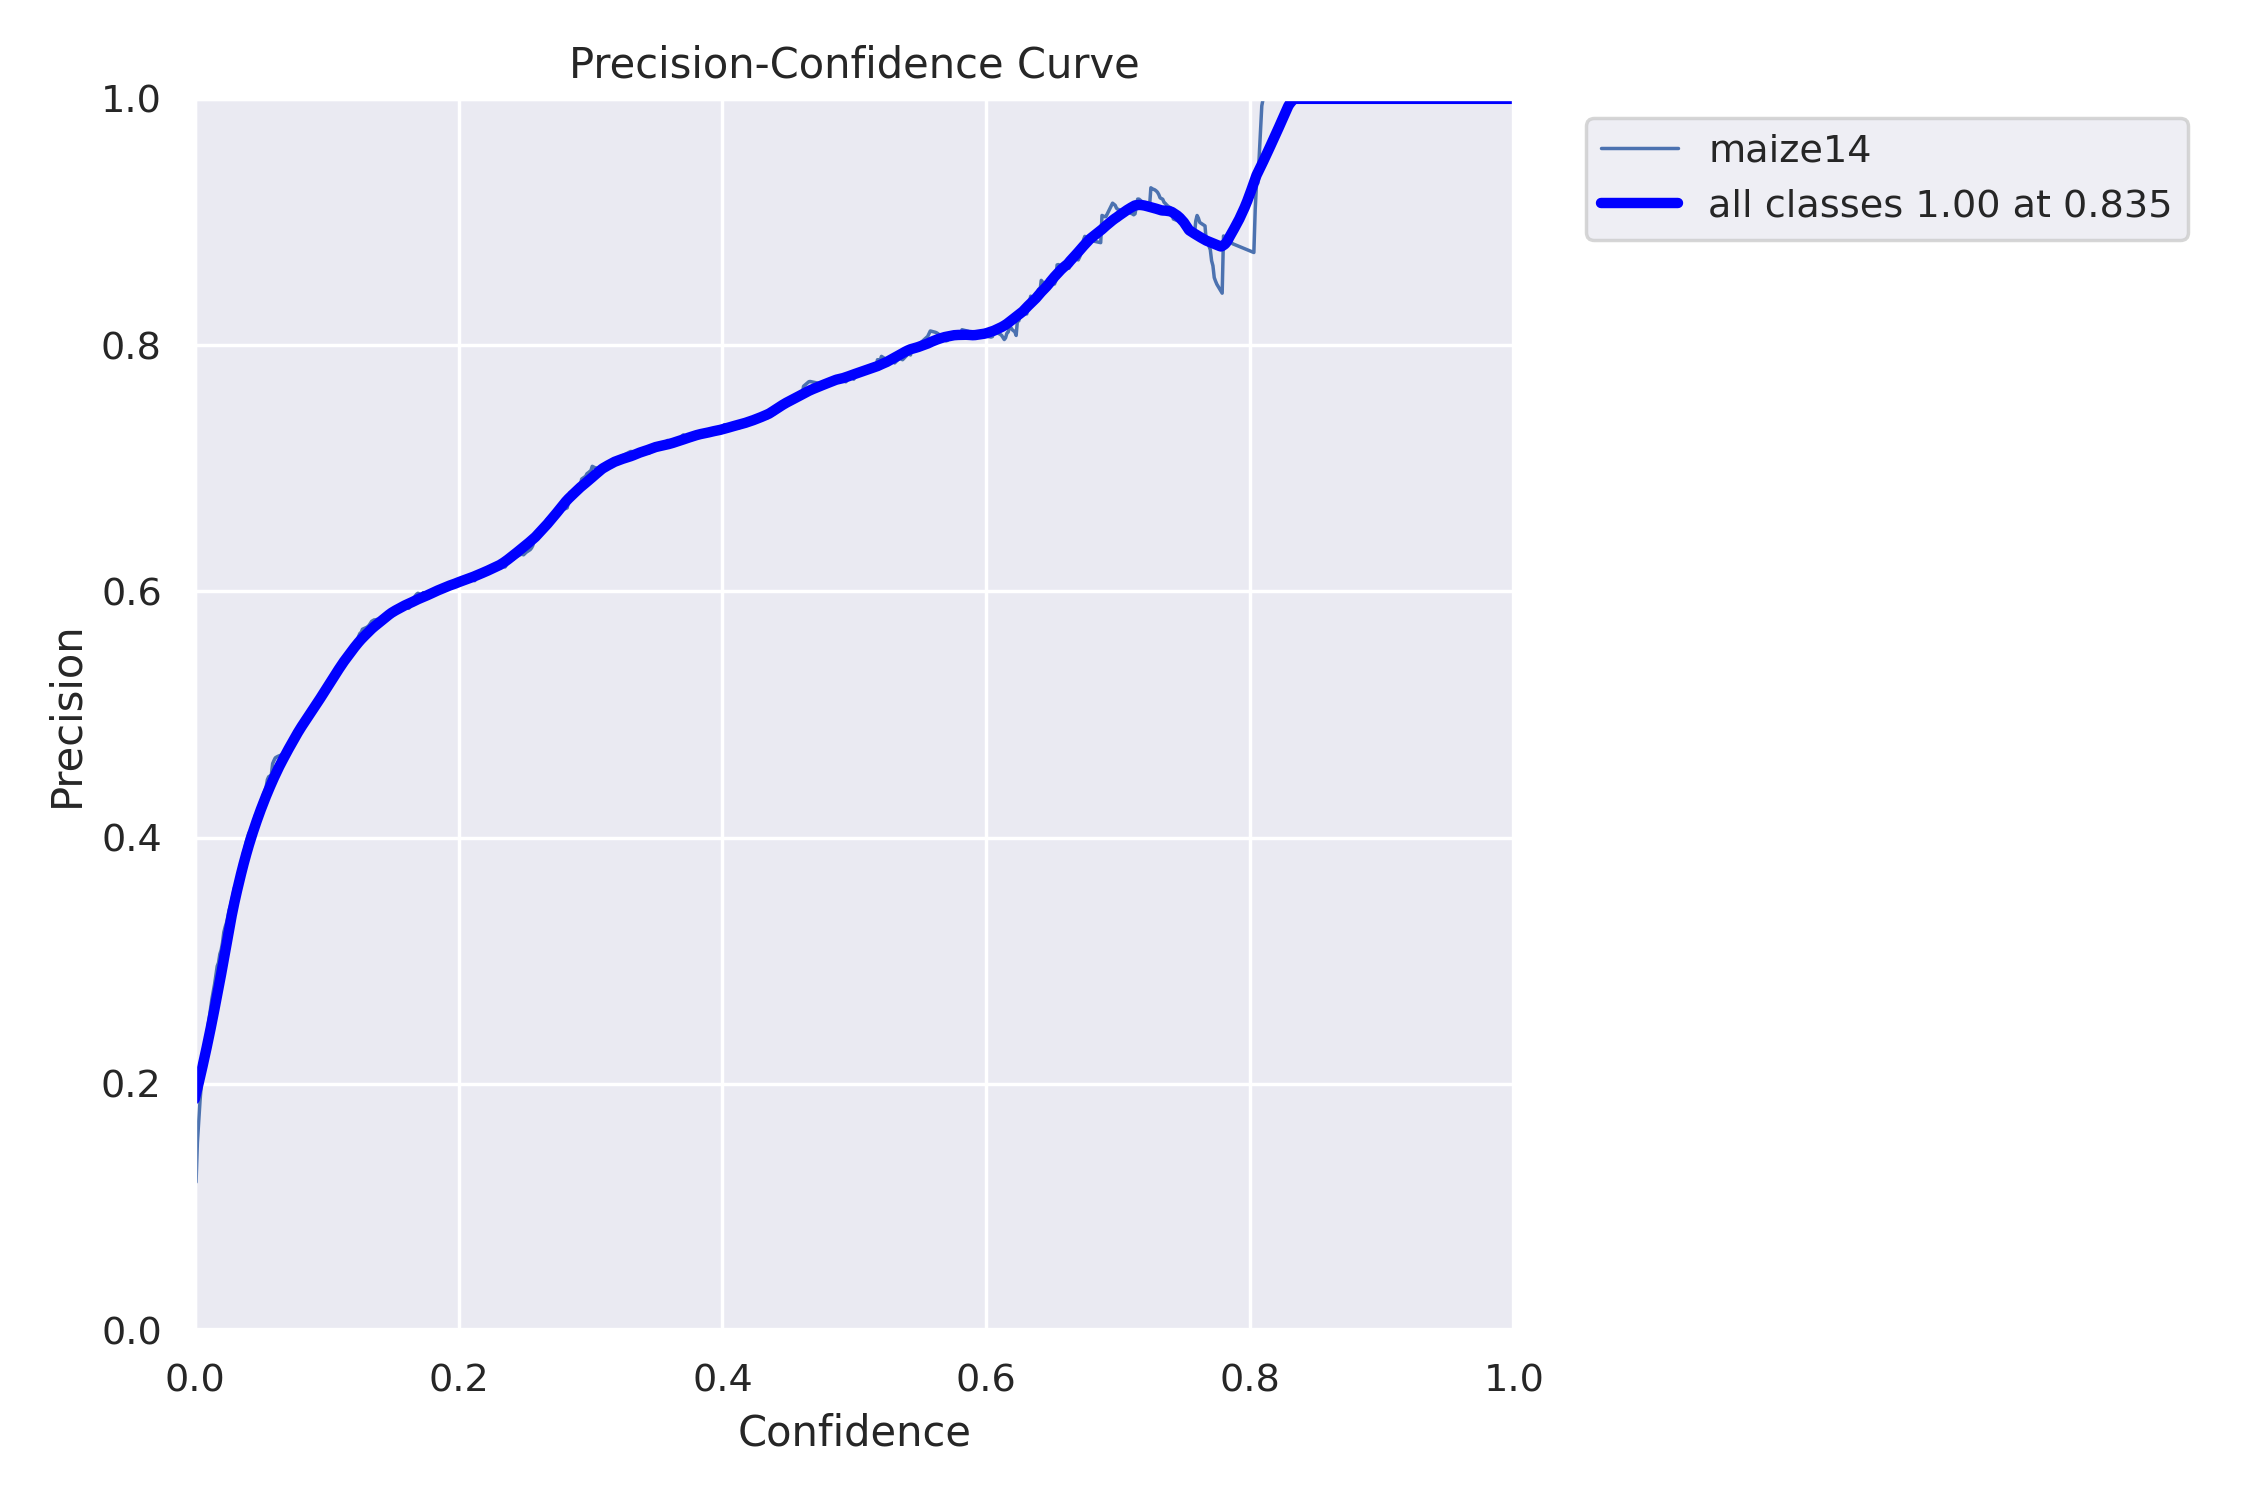 Precision-Confidence Curve
1.0
0.8
0.6
0.4
0.2
0.0
Precision
0.0 0.2 0.4 0.6 0.8 1.0
Confidence
maize14
all classes 1.00 at 0.835